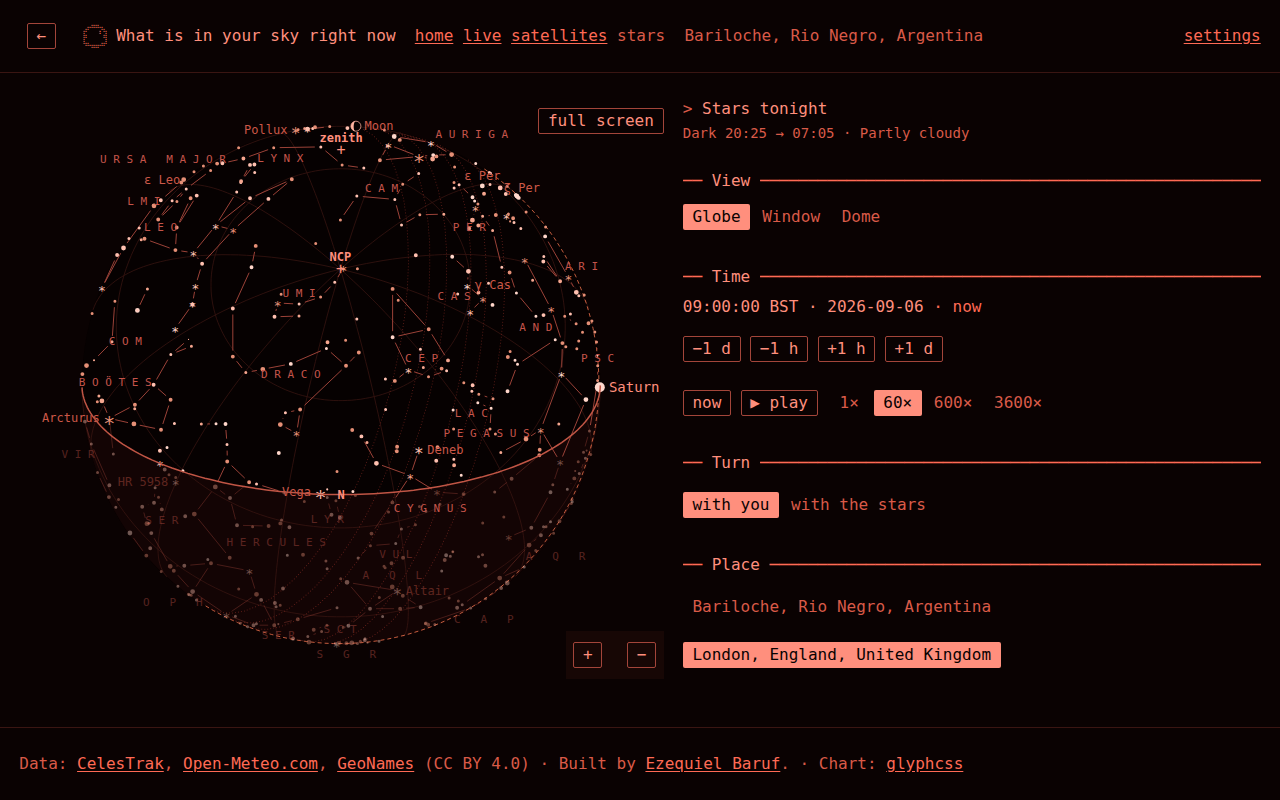 ← What is in your sky right now home live satellites stars Bariloche, Rio Negro, Argentina settings
full screen
Pollux Moon
zenith
AURIGA
URSA MAJOR LYNX
ε Leo CAM ε Per ξ Per
LMI
LEO PER
NCP
ARI
UMI CAS γ Cas
AND
COM
CEP PSC
DRACO
BOÖTES Saturn
Arcturus LAC
PEGASUS
VIR Deneb
HR 5958
Vega N
CYGNUS
SER LYR
HERCULES
VUL AQR
AQL
Altair
OPH
CAP
SER SCT
SGR
+ −
> Stars tonight
Dark 20:25 → 07:05 · Partly cloudy
View
Globe Window Dome
Time
09:00:00 BST · 2026-09-06 · now
−1 d −1 h +1 h +1 d
now ▶ play 1× 60× 600× 3600×
Turn
with you with the stars
Place
Bariloche, Rio Negro, Argentina
London, England, United Kingdom
Data: CelesTrak, Open-Meteo.com, GeoNames (CC BY 4.0) · Built by Ezequiel Baruf. · Chart: glyphcss